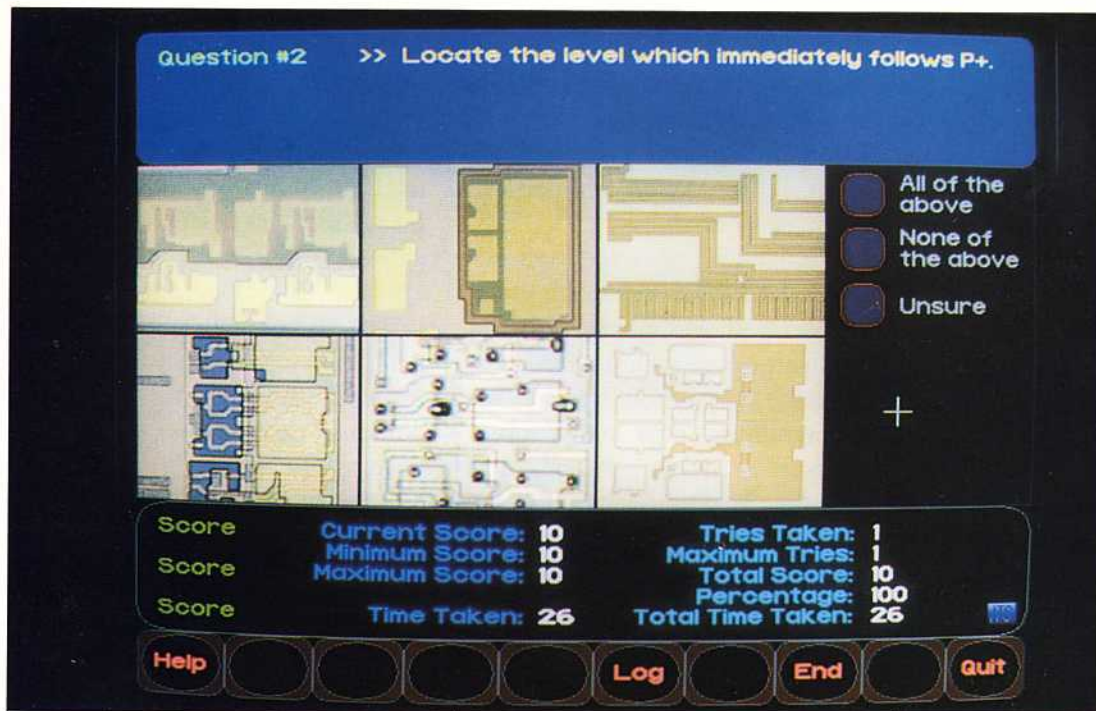 Question #2 >> Locate the level which immediately follows P+.
All of the
above
None of
the above
Unsure
Score
Current Score: 10
Minimum Score: 10
Score
Maximum Score: 10
Score
Time Taken: 26
Tries Taken: 1
Maximum Tries: 1
Total Score: 10
Percentage: 100
Total Time Taken: 26
Help
Log
End
Quit